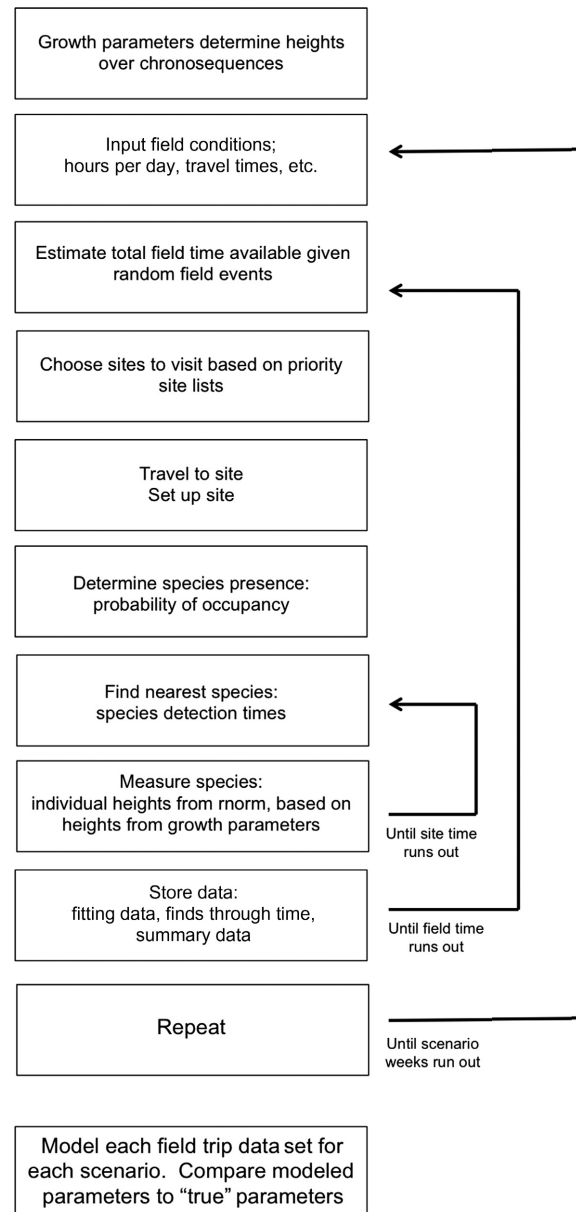 Growth parameters determine heights
over chronosequences
Input field conditions;
hours per day, travel times, etc.
Estimate total field time available given
random field events
Choose sites to visit based on priority
site lists
Travel to site
Set up site
Determine species presence:
probability of occupancy
Find nearest species:
species detection times
Measure species:
individual heights from rnorm, based on
heights from growth parameters
Until site time
runs out
Store data:
fitting data, finds through time,
summary data
Until field time
runs out
Repeat
Until scenario
weeks run out
Model each field trip data set for
each scenario. Compare modeled
parameters to “true” parameters